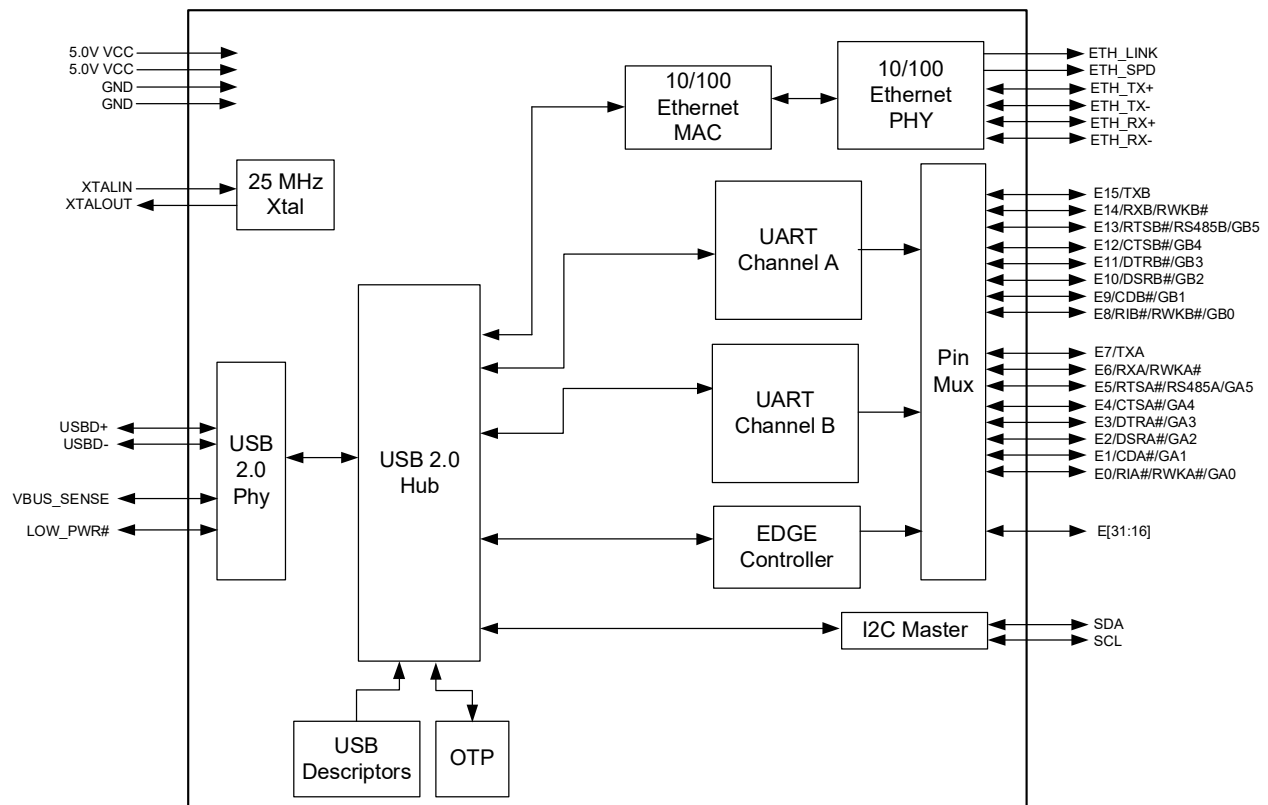 5.0V VCC
5.0V VCC
GND
GND
XTALIN
XTALOUT
25 MHz
Xtal
USBD+
USBD-
VBUS_SENSE
LOW_PWR#
USB
2.0
Phy
USB 2.0
Hub
USB
Descriptors
OTP
10/100
Ethernet
MAC
10/100
Ethernet
PHY
UART
Channel A
UART
Channel B
EDGE
Controller
I2C Master
Pin
Mux
ETH_LINK
ETH_SPD
ETH_TX+
ETH_TX-
ETH_RX+
ETH_RX-
E15/TXB
E14/RXB/RWKB#
E13/RTSB#/RS485B/GB5
E12/CTSB#/GB4
E11/DTRB#/GB3
E10/DSRB#/GB2
E9/CDB#/GB1
E8/RIB#/RWKB#/GB0
E7/TXA
E6/RXA/RWKA#
E5/RTSA#/RS485A/GA5
E4/CTSA#/GA4
E3/DTRA#/GA3
E2/DSRA#/GA2
E1/CDA#/GA1
E0/RIA#/RWKA#/GA0
E[31:16]
SDA
SCL